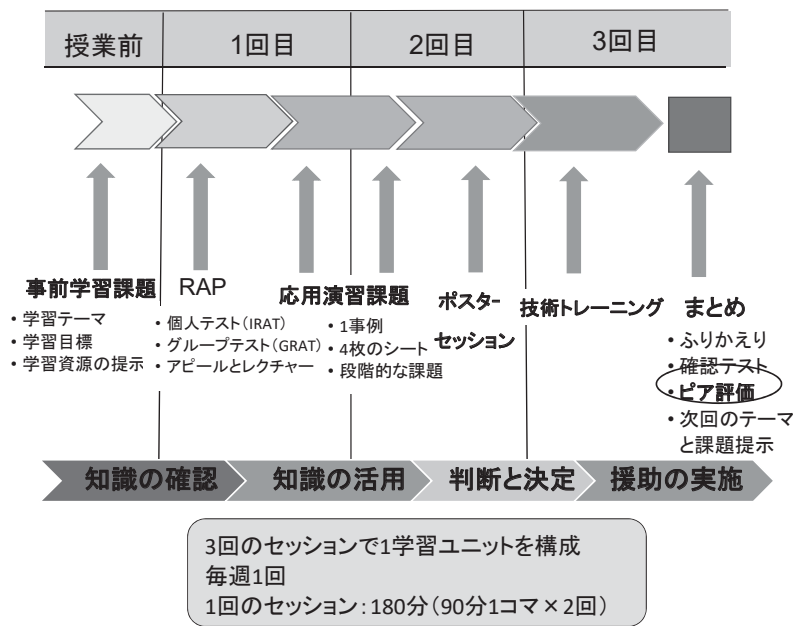 授業前
1回目
2回目
3回目
事前学習課題
• 学習テーマ
• 学習目標
• 学習資源の提示
RAP
• 個人テスト（IRAT）
• グループテスト（GRAT）
• アピールとレクチャー
応用演習課題
• 1事例
• 4枚のシート
• 段階的な課題
ポスター
セッション
技術トレーニング
まとめ
• ふりかえり
• 確認テスト
• ピア評価
• 次回のテーマ
と課題提示
知識の確認
知識の活用
判断と決定
援助の実施
3回のセッションで1学習ユニットを構成
毎週1回
1回のセッション：180分（90分1コマ×2回）